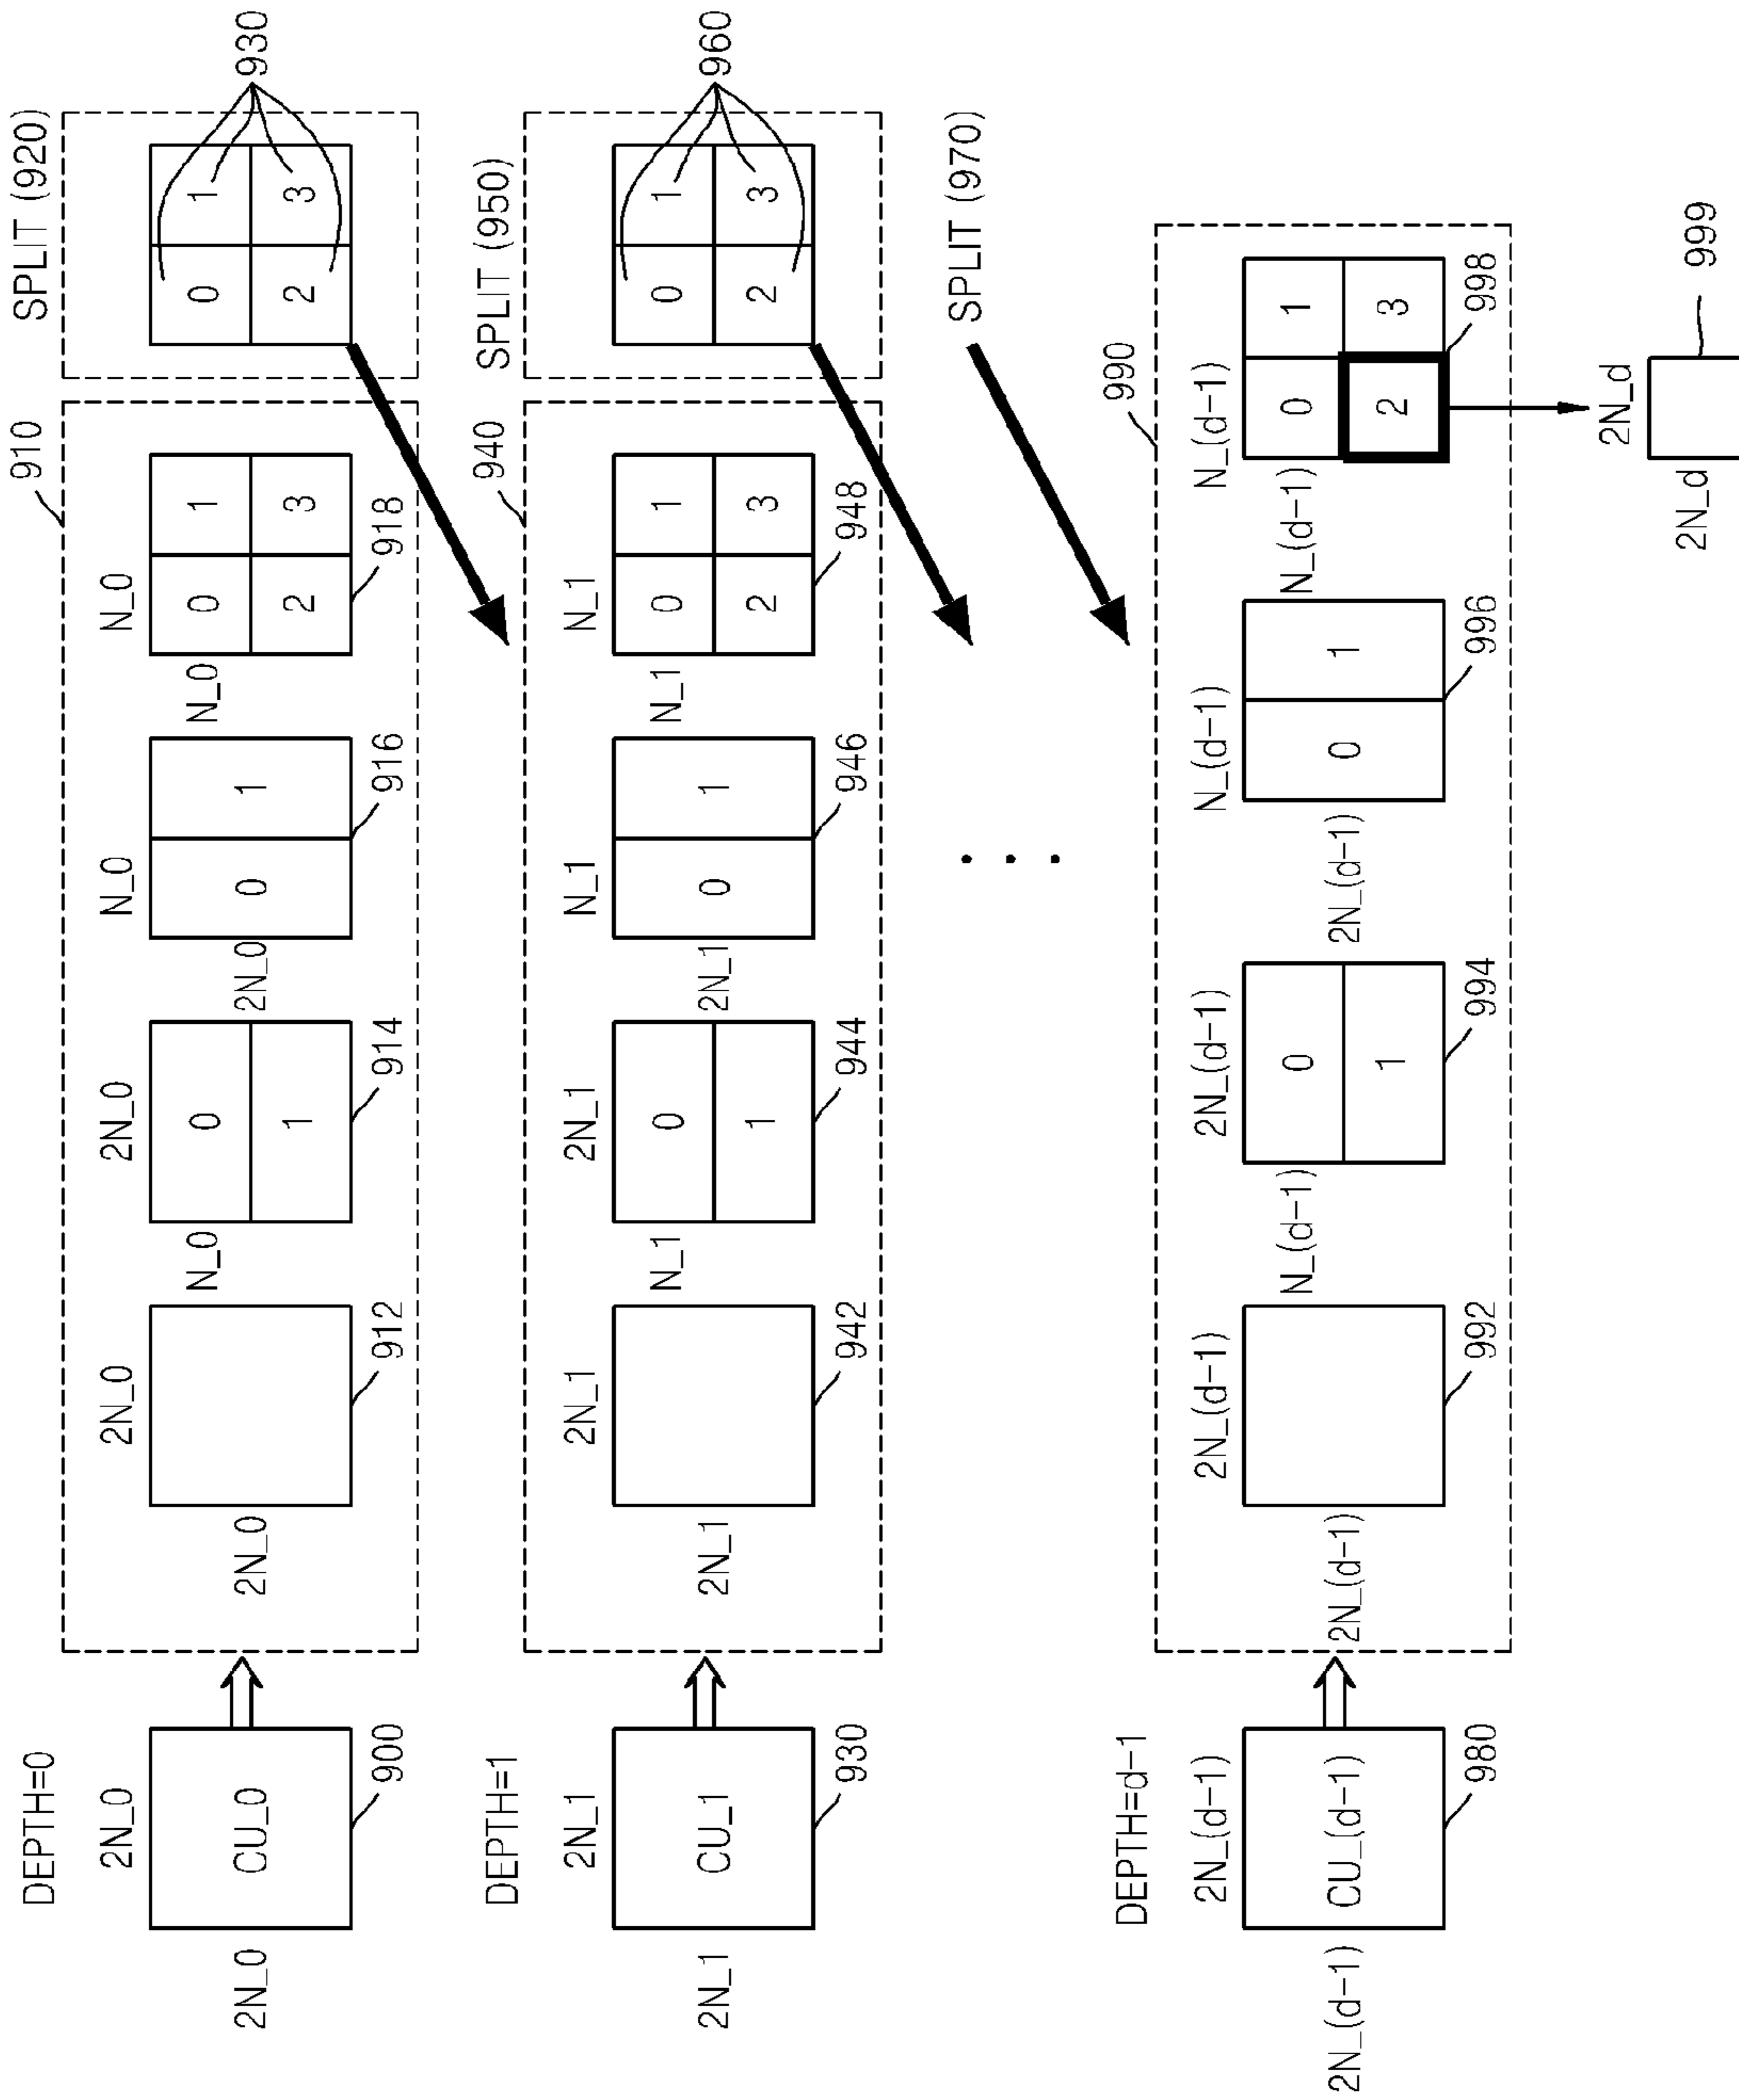 DEPTH=0
2N_0
2N_0
CU_0
900
910
2N_0
2N_0
912
2N_0
N_0
0
1
914
N_0
2N_0
0
1
916
N_0
N_0
0
1
2
3
918
SPLIT (920)
0
1
2
3
930
DEPTH=1
2N_1
2N_1
CU_1
930
940
2N_1
2N_1
942
2N_1
N_1
0
1
944
N_1
2N_1
0
1
946
N_1
N_1
0
1
2
3
948
SPLIT (950)
0
1
2
3
960
SPLIT (970)
DEPTH=d-1
2N_(d-1)
2N_(d-1)
CU_(d-1)
980
990
2N_(d-1)
2N_(d-1)
992
2N_(d-1)
N_(d-1)
0
1
994
N_(d-1)
2N_(d-1)
0
1
996
N_(d-1)
N_(d-1)
0
1
2
3
998
2N_d
2N_d
999